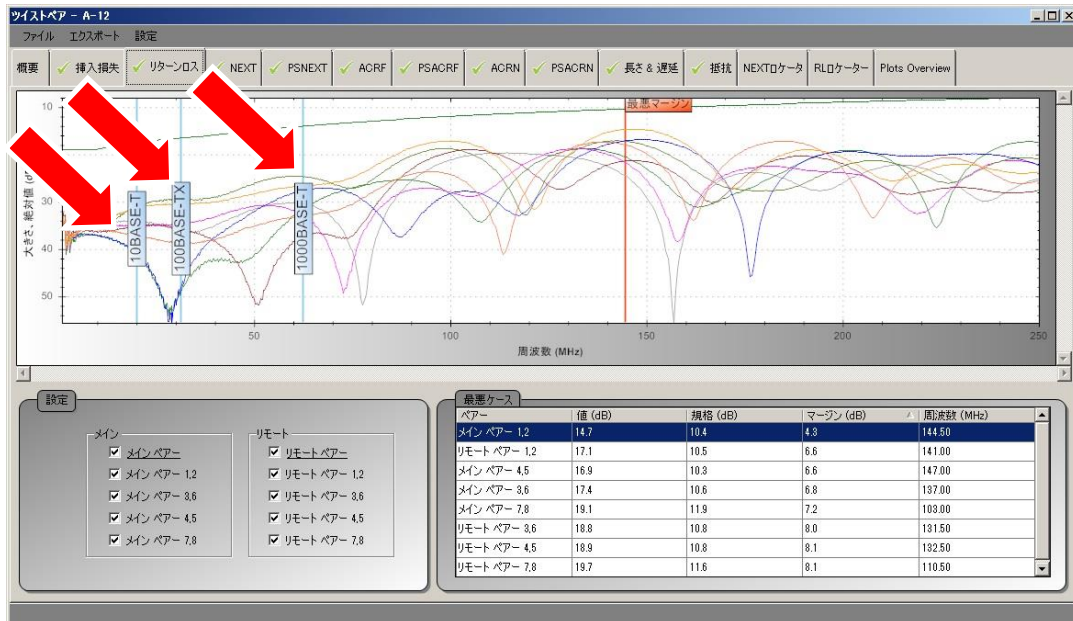 ツイストペア - A-12
ファイル エクスポート 設定
概要 挿入損失 リターンロス NEXT PSNEXT ACRF PSACRF ACRN PSACRN 長さ & 遅延 抵抗 NEXTロケータ RLロケーター Plots Overview
最悪マージン
10
30
40
50
大きさ、絶対値
10BASE-T
100BASE-TX
1000BASE-T
50 100 150 200 250
周波数 (MHz)
設定
メイン
メイン ペアー
メイン ペアー 1,2
メイン ペアー 3,6
メイン ペアー 4,5
メイン ペアー 7,8
リモート
リモート ペアー
リモート ペアー 1,2
リモート ペアー 3,6
リモート ペアー 4,5
リモート ペアー 7,8
最悪ケース
ペアー 値 (dB) 規格 (dB) マージン (dB) 周波数 (MHz)
メイン ペアー 1,2 14.7 10.4 4.3 144.50
リモート ペアー 1,2 17.1 10.5 6.6 141.00
メイン ペアー 4,5 16.9 10.3 6.6 147.00
メイン ペアー 3,6 17.4 10.6 6.8 137.00
メイン ペアー 7,8 19.1 11.9 7.2 103.00
リモート ペアー 3,6 18.8 10.8 8.0 131.50
リモート ペアー 4,5 18.9 10.8 8.1 132.50
リモート ペアー 7,8 19.7 11.6 8.1 110.50